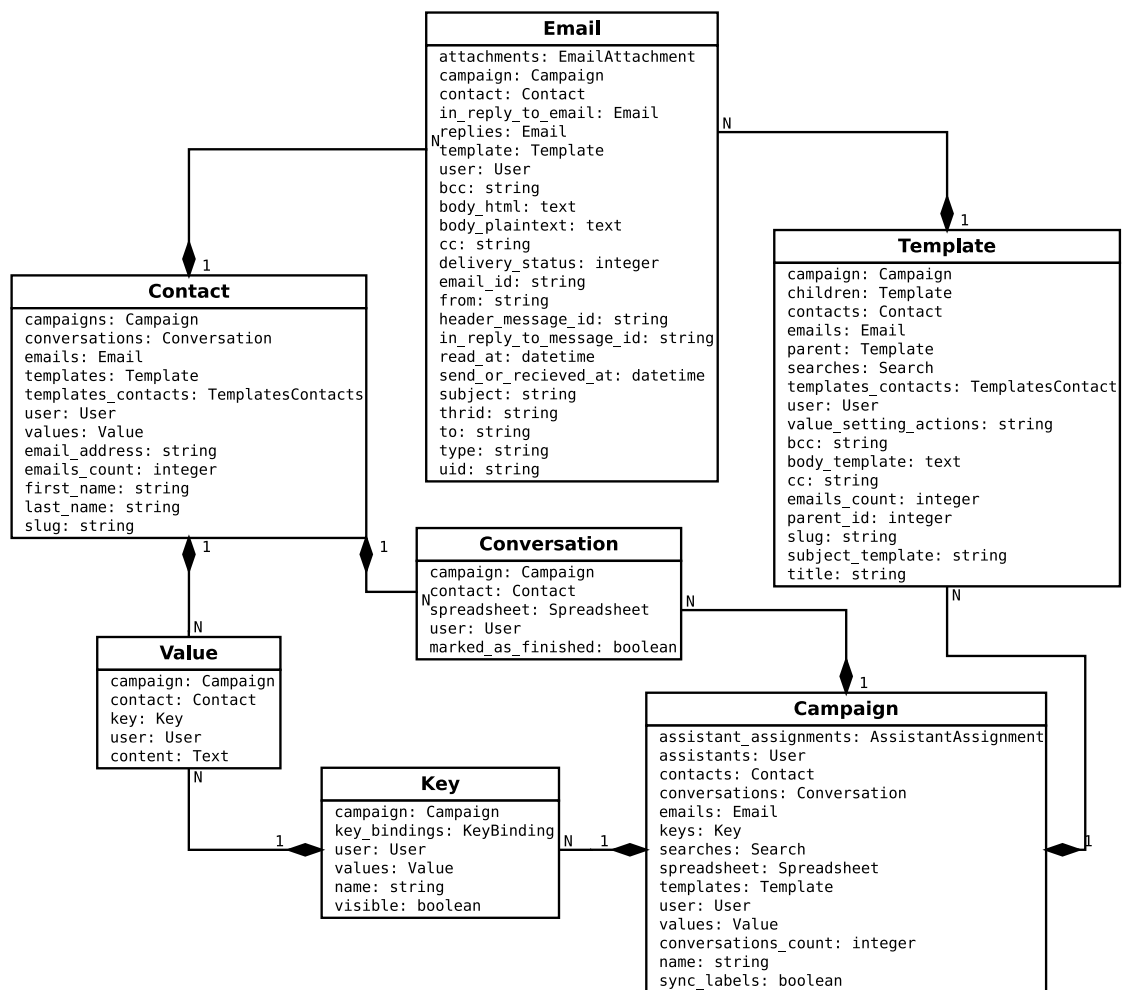 Email
attachments: EmailAttachment
campaign: Campaign
contact: Contact
in_reply_to_email: Email
replies: Email
template: Template
user: User
bcc: string
body_html: text
body_plaintext: text
cc: string
delivery_status: integer
email_id: string
from: string
header_message_id: string
in_reply_to_message_id: string
read_at: datetime
send_or_recieved_at: datetime
subject: string
thrid: string
to: string
type: string
uid: string
N
N
1
1
Contact
campaigns: Campaign
conversations: Conversation
emails: Email
templates: Template
templates_contacts: TemplatesContacts
user: User
values: Value
email_address: string
emails_count: integer
first_name: string
last_name: string
slug: string
Template
campaign: Campaign
children: Template
contacts: Contact
emails: Email
parent: Template
searches: Search
templates_contacts: TemplatesContact
user: User
value_setting_actions: string
bcc: string
body_template: text
cc: string
emails_count: integer
parent_id: integer
slug: string
subject_template: string
title: string
1
1
N
N
N
N
1
Conversation
campaign: Campaign
contact: Contact
spreadsheet: Spreadsheet
user: User
marked_as_finished: boolean
Value
campaign: Campaign
contact: Contact
key: Key
user: User
content: Text
N
1
Key
campaign: Campaign
key_bindings: KeyBinding
user: User
values: Value
name: string
visible: boolean
N
1
1
Campaign
assistant_assignments: AssistantAssignment
assistants: User
contacts: Contact
conversations: Conversation
emails: Email
keys: Key
searches: Search
spreadsheet: Spreadsheet
templates: Template
user: User
values: Value
conversations_count: integer
name: string
sync_labels: boolean